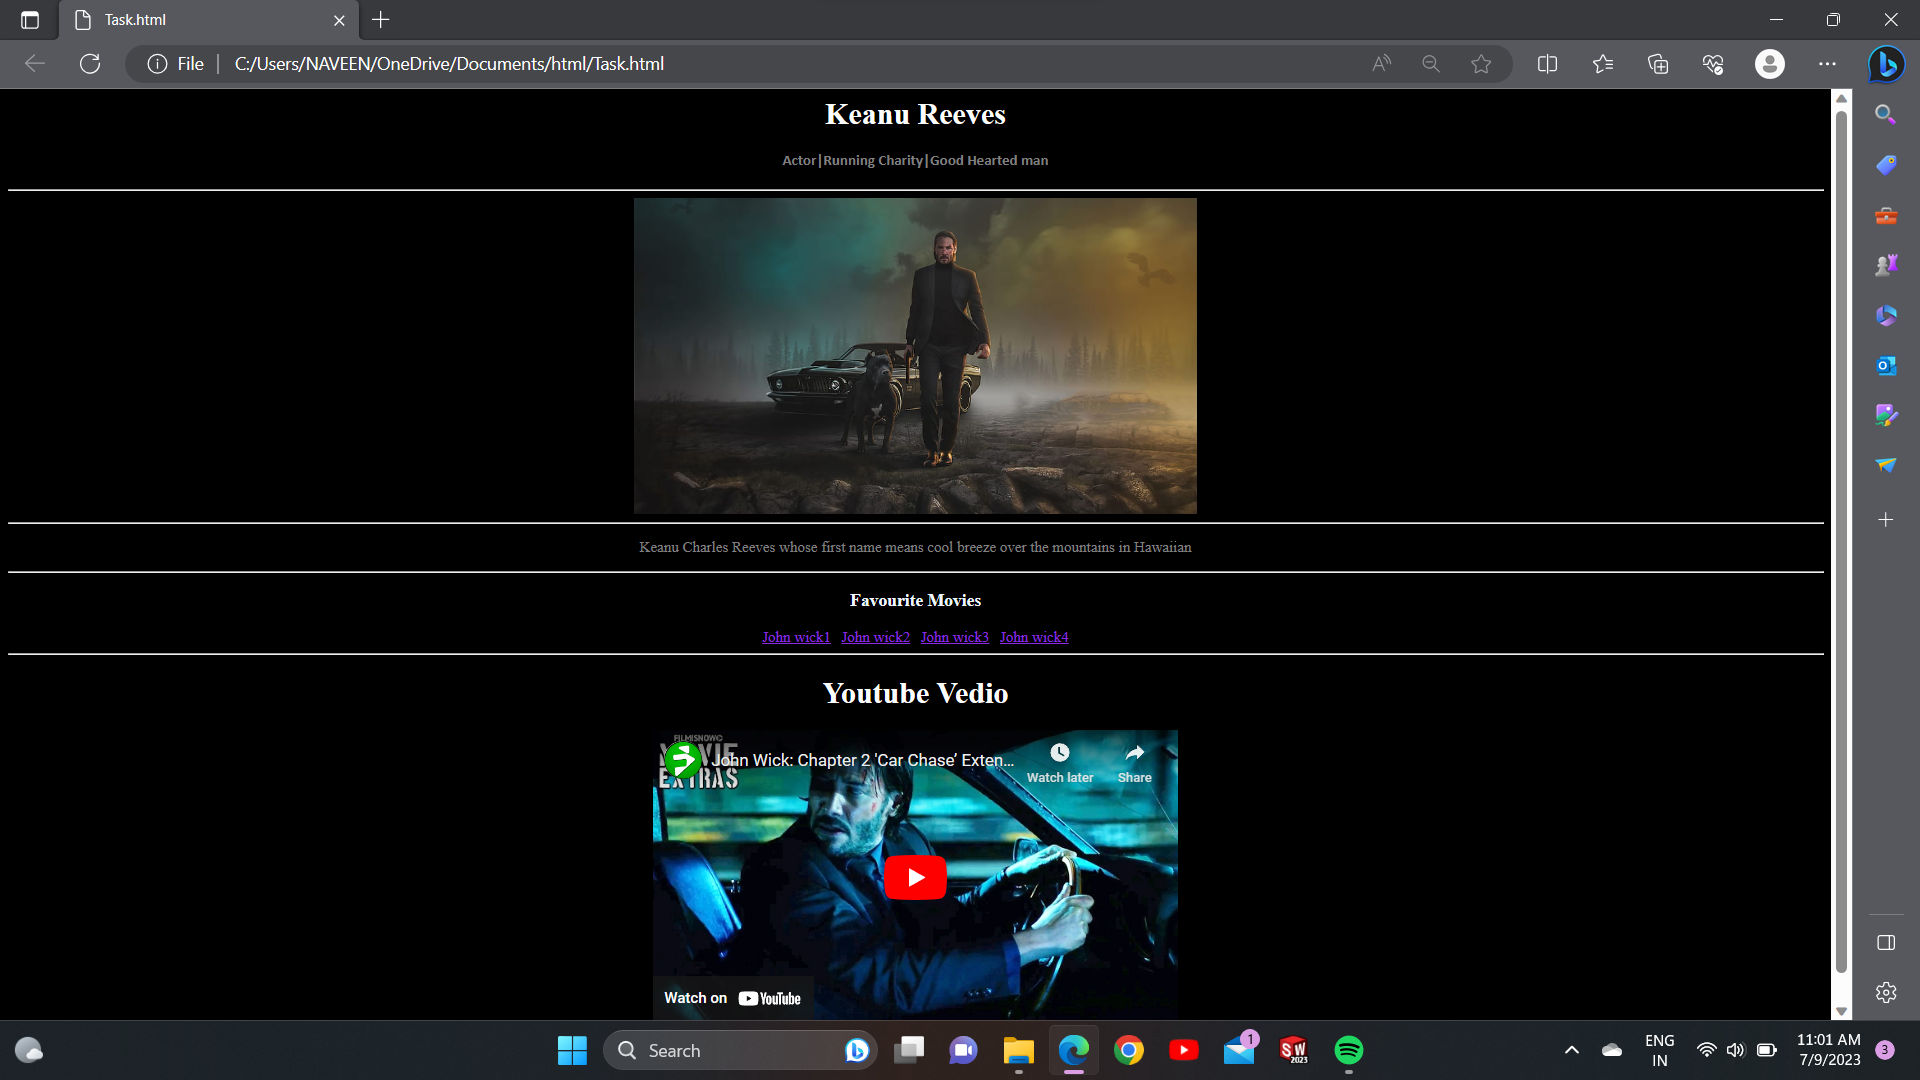 Task.html
File C:/Users/NAVEEN/OneDrive/Documents/html/Task.html
Keanu Reeves
Actor|Running Charity|Good Hearted man
Keanu Charles Reeves whose first name means cool breeze over the mountains in Hawaiian
Favourite Movies
John wick1 John wick2 John wick3 John wick4
Youtube Vedio
FILMISNOW
MOVIE
EXTRAS
John Wick: Chapter 2 'Car Chase' Exten...
Watch later
Share
Watch on YouTube
Search
1
SW
2023
ENG
IN
11:01 AM
7/9/2023
3